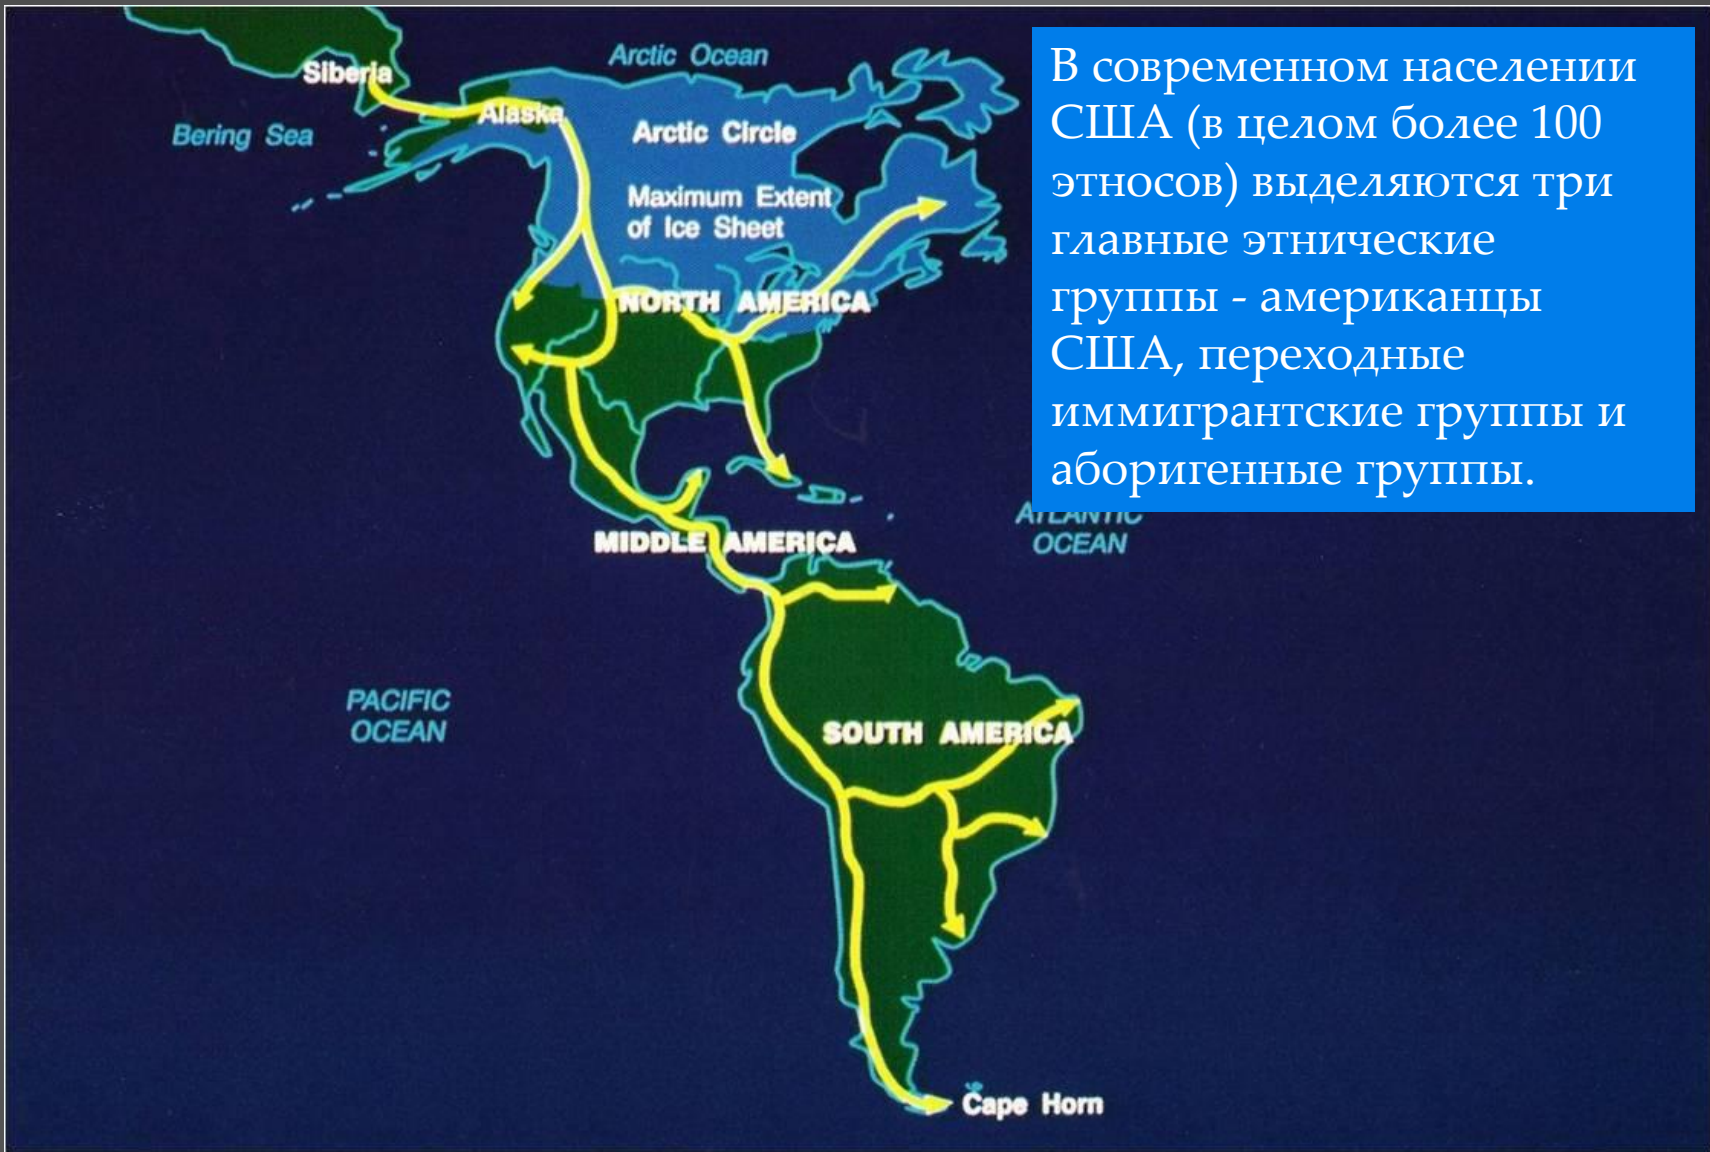 В современном населении
США (в целом более 100
этносов) выделяются три
главные этнические
группы - американцы
США, переходные
иммигрантские группы и
аборигенные группы.
Arctic Ocean
Siberia
Alaska
Bering Sea
Arctic Circle
Maximum Extent
of Ice Sheet
NORTH AMERICA
ATLANTIC
OCEAN
MIDDLE AMERICA
PACIFIC
OCEAN
SOUTH AMERICA
Cape Horn